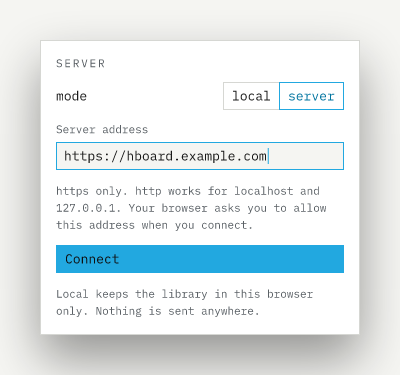 SERVER
mode local server
Server address
https://hboard.example.com
https only. http works for localhost and
127.0.0.1. Your browser asks you to allow
this address when you connect.
Connect
Local keeps the library in this browser
only. Nothing is sent anywhere.